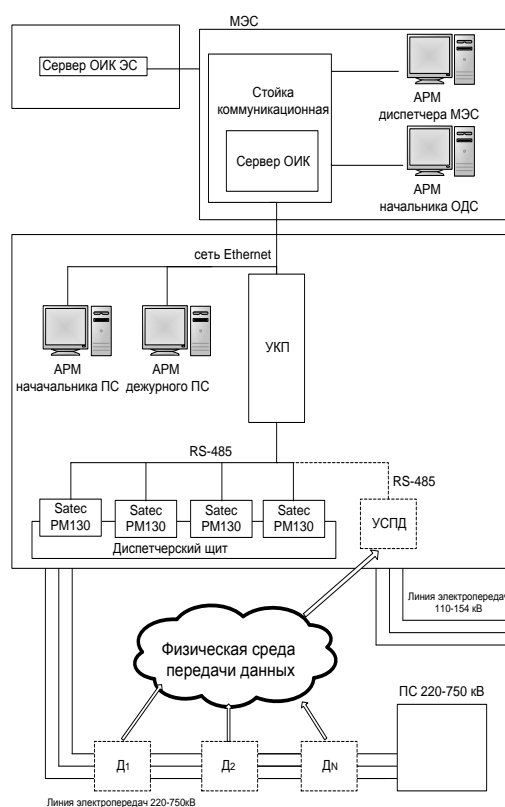 МЭС
Сервер ОИК ЭС
Стойка
коммуникационная
Сервер ОИК
АРМ
диспетчера МЭС
АРМ
начальника ОДС
сеть Ethernet
АРМ
начачальника ПС
АРМ
дежурного ПС
УКП
RS-485
RS-485
Satec
PM130
Satec
PM130
Satec
PM130
Satec
PM130
УСПД
Диспетчерский щит
Линия электропередач
110-154 кВ
Физическая среда
передачи данных
ПС 220-750 кВ
Д1
Д2
ДN
Линия электропередач 220-750кВ